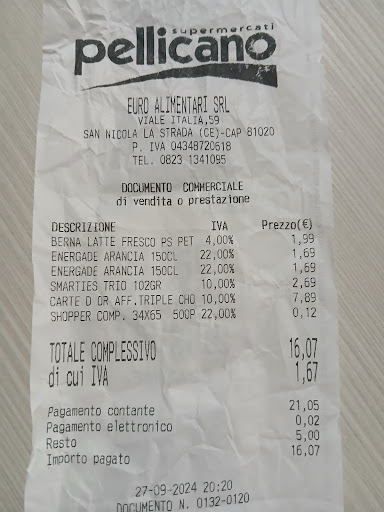 supermercati
pellicano
EURO ALIMENTARI SRL
VIALE ITALIA,59
SAN NICOLA LA STRADA (CE)-CAP 81020
P. IVA 04348720618
TEL. 0823 1341095
DOCUMENTO COMMERCIALE
di vendita o prestazione
DESCRIZIONE IVA Prezzo(€)
BERNA LATTE FRESCO PS PET 4,00% 1,99
ENERGADE ARANCIA 150CL 22,00% 1,69
ENERGADE ARANCIA 150CL 22,00% 1,69
SMARTIES TRIO 102GR 10,00% 2,69
CARTE D OR AFF.TRIPLE CHO 10,00% 7,89
SHOPPER COMP. 34X65 500P 22,00% 0,12
TOTALE COMPLESSIVO 16,07
di cui IVA 1,67
Pagamento contante 21,05
Pagamento elettronico 0,02
Resto 5,00
Importo pagato 16,07
27-09-2024 20:20
DOCUMENTO N. 0132-0120